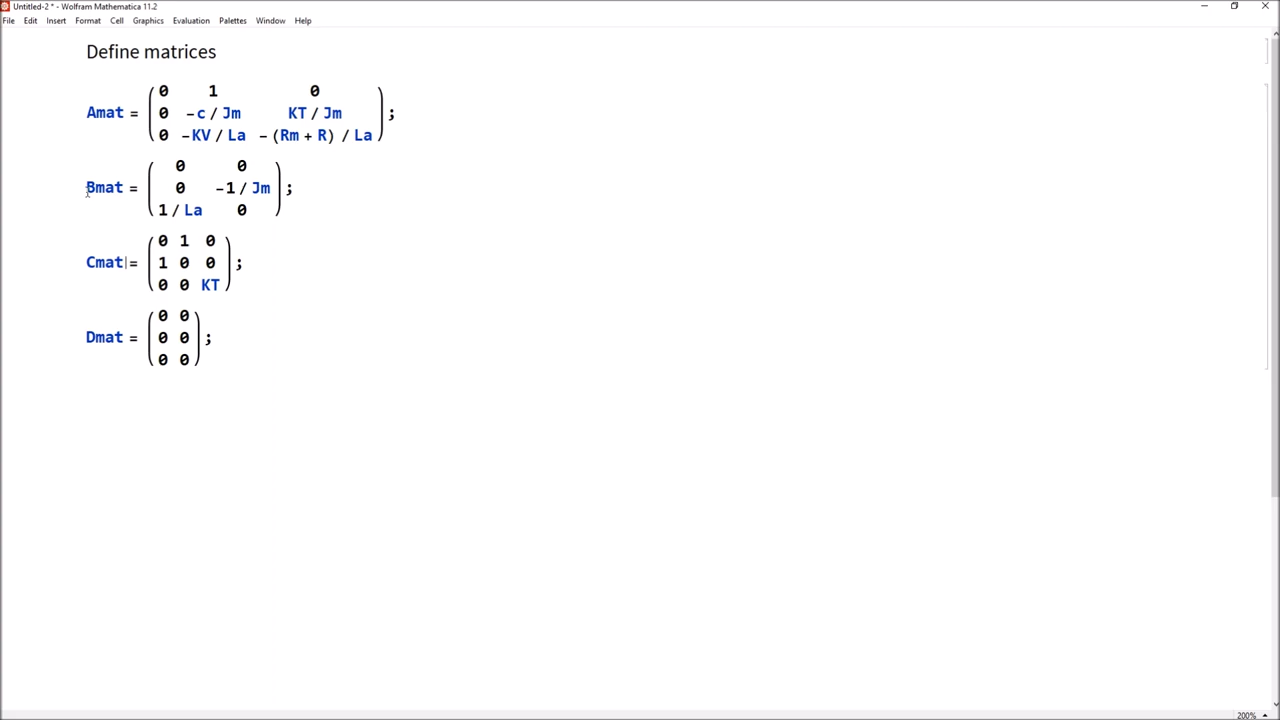 Untitled-2 * - Wolfram Mathematica 11.2
File Edit Insert Format Cell Graphics Evaluation Palettes Window Help
Define matrices
0 1 0
Amat = 0 -c / Jm KT / Jm ;
0 -KV / La - (Rm + R) / La
0 0
Bmat = 0 -1 / Jm ;
1 / La 0
0 1 0
Cmat = 1 0 0 ;
0 0 KT
0 0
Dmat = 0 0 ;
0 0
200%